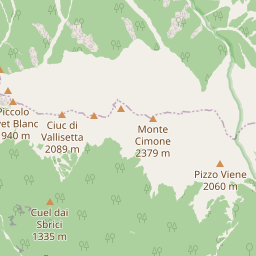 Piccolo
et Blanc
940 m
Ciuc di
Vallisetta
2089 m
Monte
Cimone
2379 m
Pizzo Viene
2060 m
Cuel dai
Sbrici
1335 m